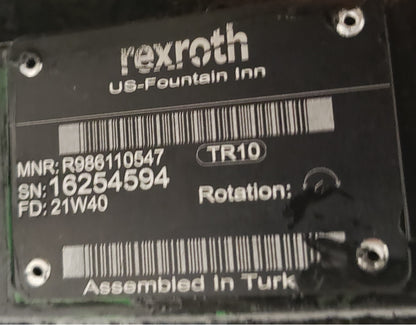 rexroth
US-Fountain Inn
MNR: R986110547 TR10
SN: 16254594
Rotation:
FD: 21W40
Assembled in Turk